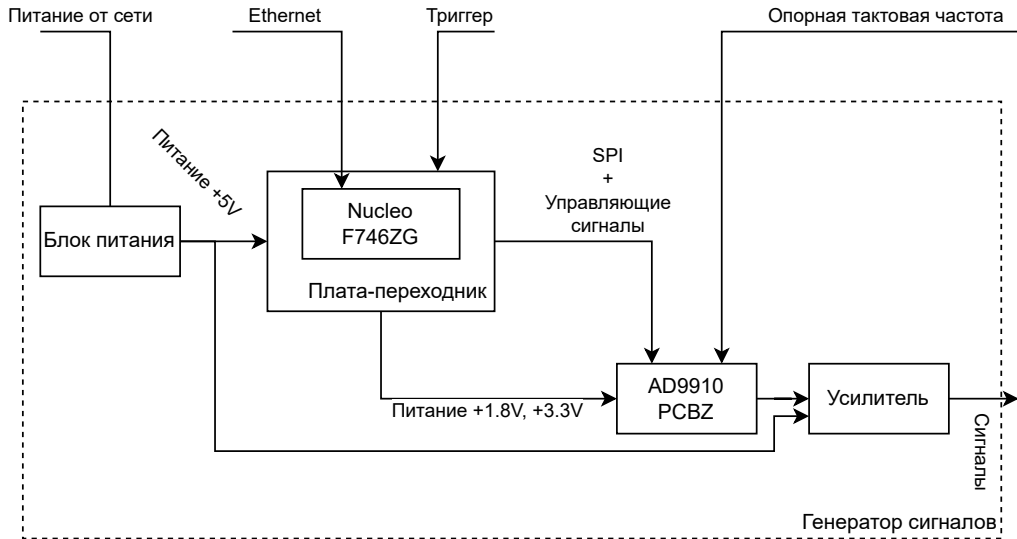 Питание от сети
Ethernet
Триггер
Опорная тактовая частота
Питание +5V
SPI
+
Управляющие
сигналы
Nucleo
F746ZG
Блок питания
Плата-переходник
AD9910
PCBZ
Усилитель
Питание +1.8V, +3.3V
Сигналы
Генератор сигналов